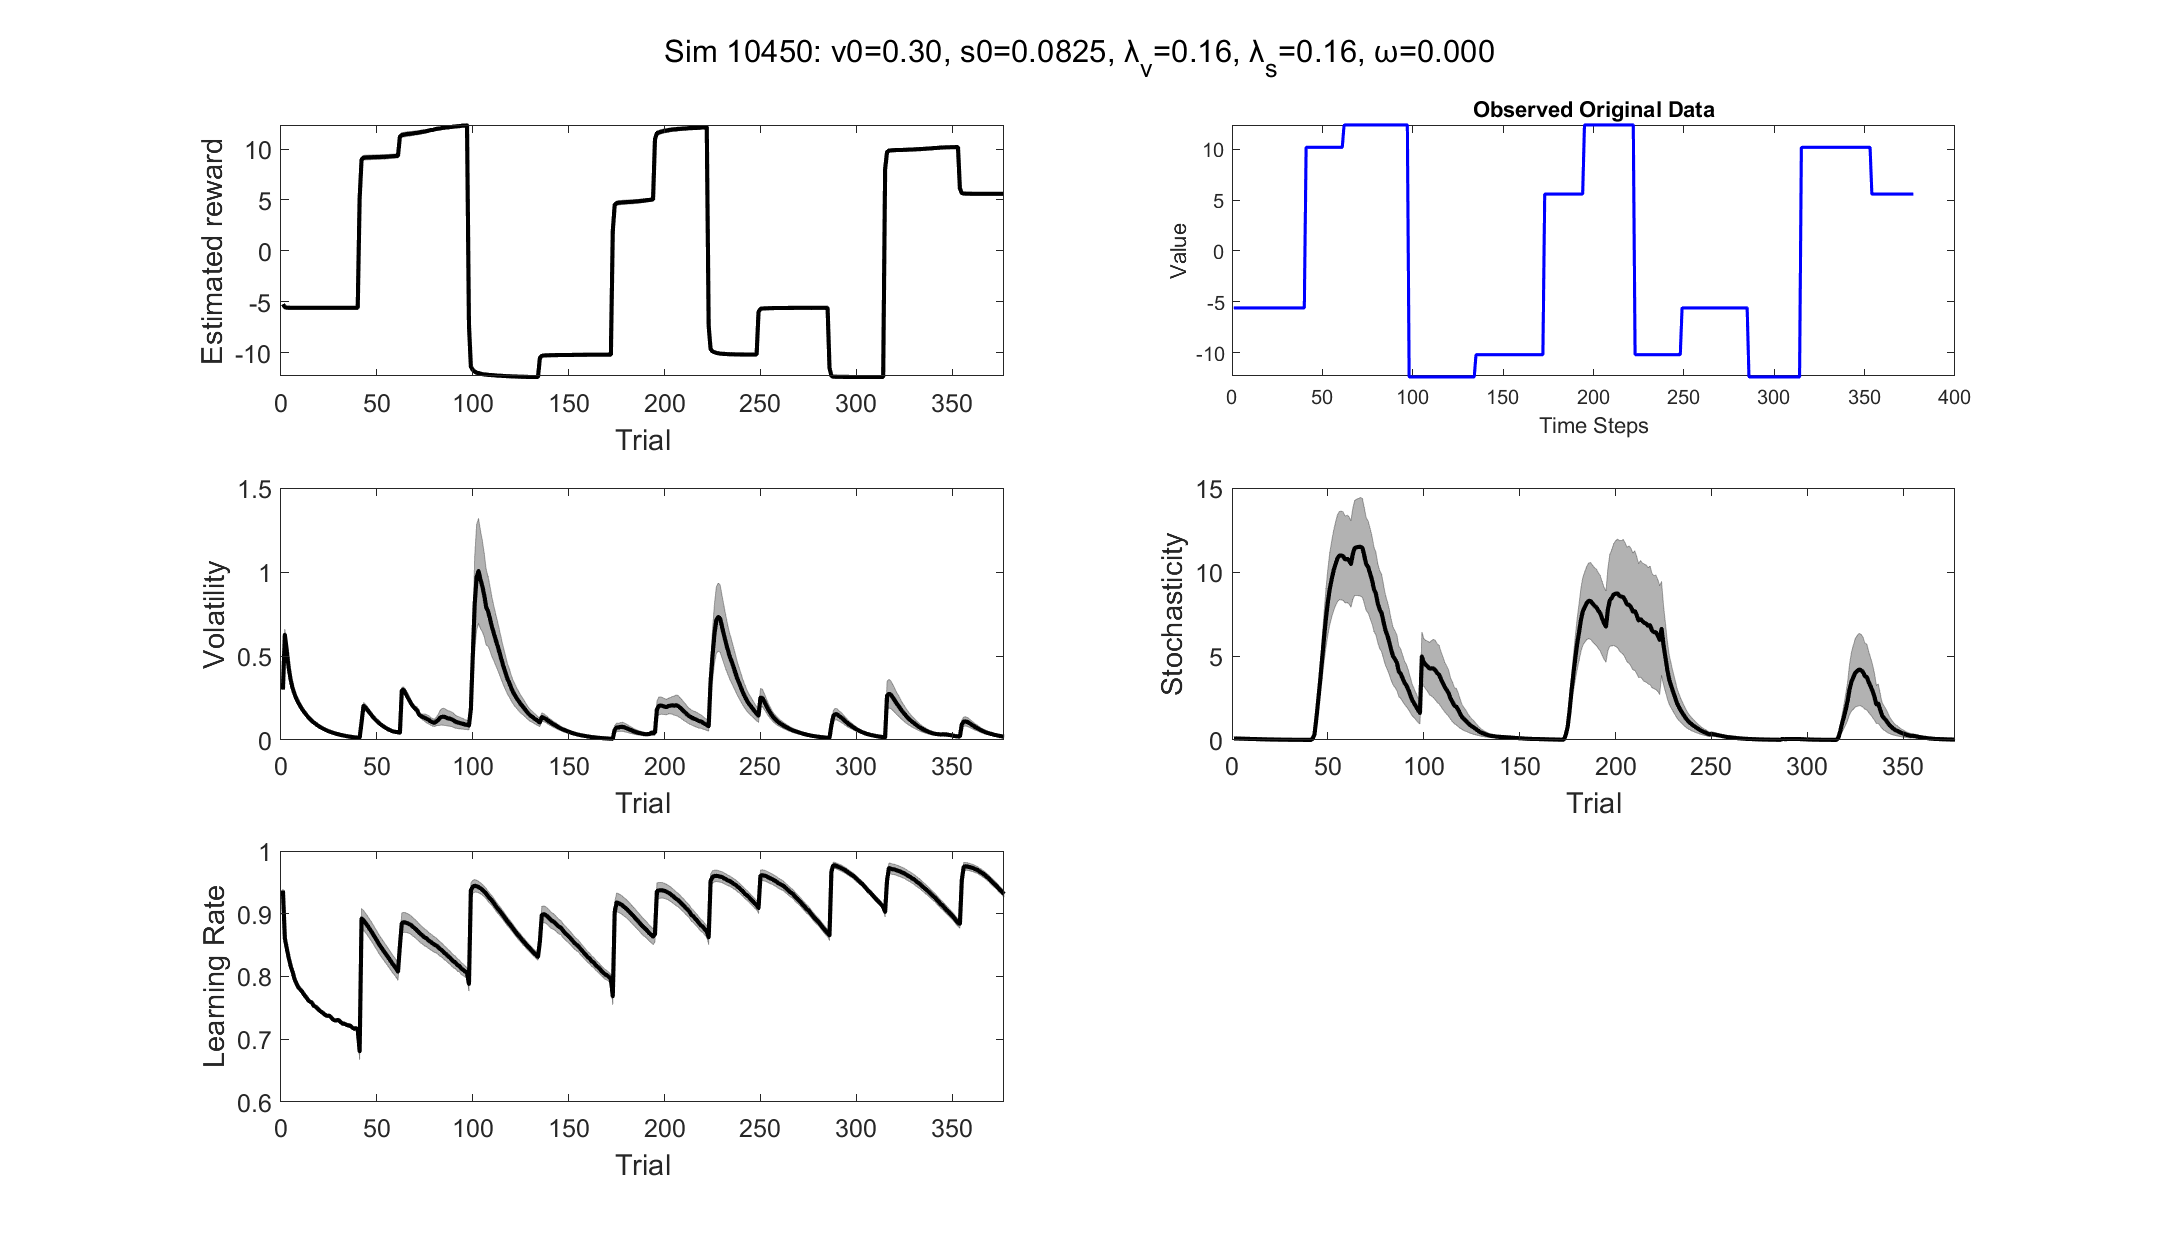 Sim 10450: v0=0.30, s0=0.0825, λ_v=0.16, λ_s=0.16, ω=0.000
Estimated reward
10
5
0
-5
-10
0 50 100 150 200 250 300 350
Trial
Observed Original Data
Value
10
5
0
-5
-10
0 50 100 150 200 250 300 350 400
Time Steps
Volatility
1.5
1
0.5
0
0 50 100 150 200 250 300 350
Trial
Stochasticity
15
10
5
0
0 50 100 150 200 250 300 350
Trial
Learning Rate
1
0.9
0.8
0.7
0.6
0 50 100 150 200 250 300 350
Trial